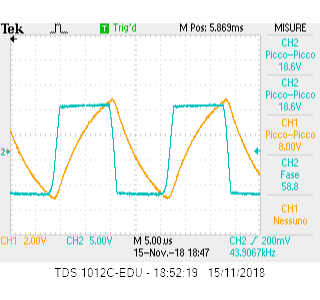 Tek Trig'd M Pos: 5.869ms MISURE
CH2
Picco-Picco
18.6V
CH2
Picco-Picco
18.6V
CH1
Picco-Picco
8.00V
CH2
Fase
58.8
CH1
Nessuno
2
CH1 2.00V CH2 5.00V M 5.00µs CH2 200mV
15-Nov.-18 18:47 43.3067kHz
TDS 1012C-EDU - 18:52:19 15/11/2018